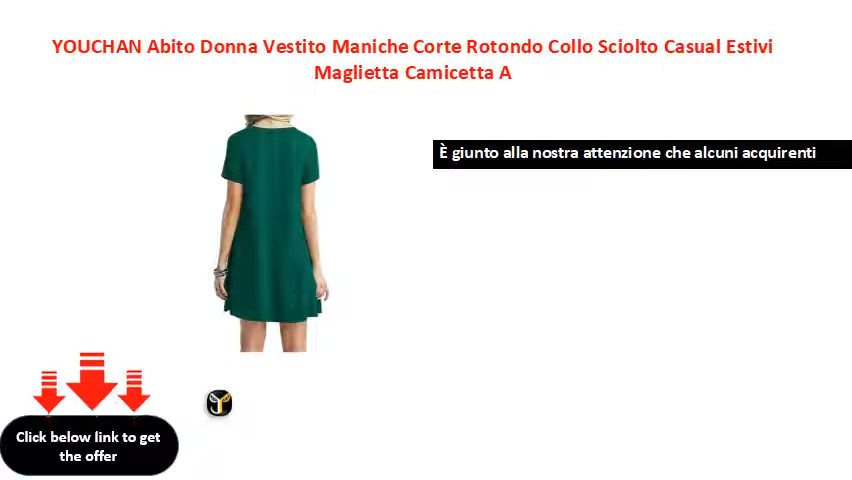 YOUCHAN Abito Donna Vestito Maniche Corte Rotondo Collo Sciolto Casual Estivi
Maglietta Camicetta A
È giunto alla nostra attenzione che alcuni acquirenti
Click below link to get
the offer